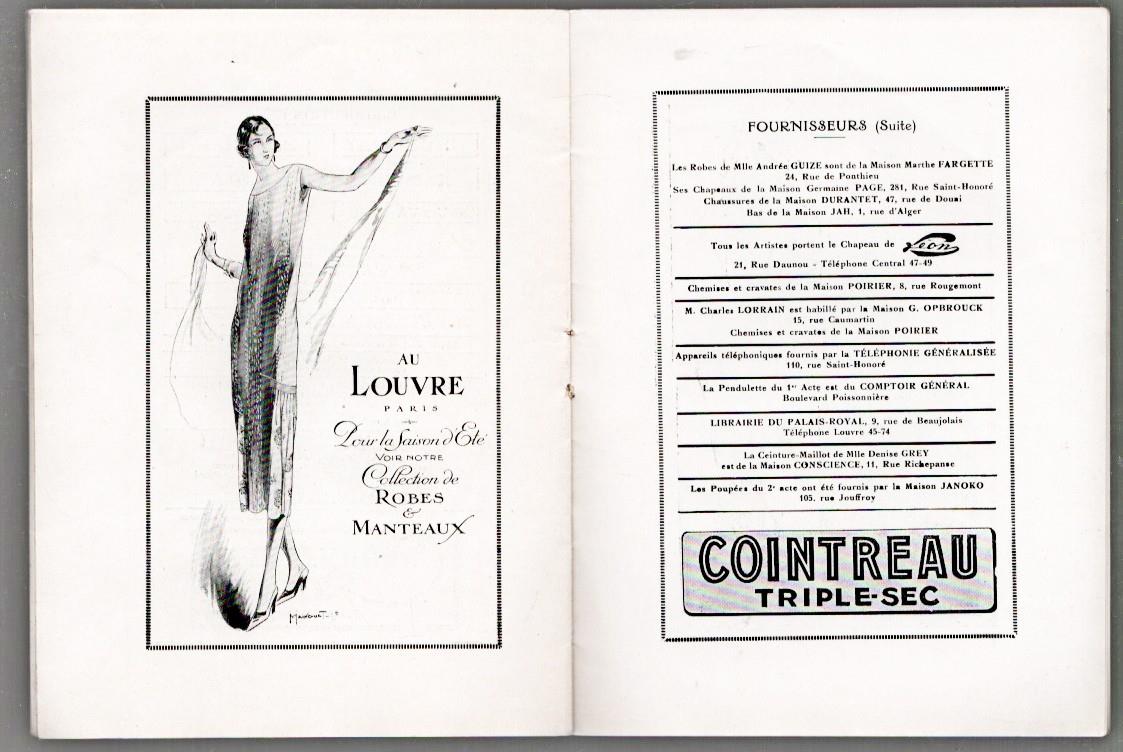 AU
LOUVRE
PARIS
Pour la Saison d'Eté
VOIR NOTRE
Collection de
ROBES
&
MANTEAUX
FOURNISSEURS (Suite)
Les Robes de Mlle Andrée GUIZE sont de la Maison Marthe FARGETTE
24, Rue de Ponthieu
Ses Chapeaux de la Maison Germaine PAGE, 281, Rue Saint-Honoré
Chaussures de la Maison DURANTET, 47, rue de Douai
Bas de la Maison JAH, 1, rue d'Alger
Tous les Artistes portent le Chapeau de Léon
21, Rue Daunou - Téléphone Central 47-49
Chemises et cravates de la Maison POIRIER, 8, rue Rougemont
M. Charles LORRAIN est habillé par la Maison G. OPBROUCK
15, rue Caumartin
Chemises et cravates de la Maison POIRIER
Appareils téléphoniques fournis par la TÉLÉPHONIE GÉNÉRALISÉE
110, rue Saint-Honoré
La Pendulette du 1er Acte est du COMPTOIR GÉNÉRAL
Boulevard Poissonnière
LIBRAIRIE DU PALAIS-ROYAL, 9, rue de Beaujolais
Téléphone Louvre 45-74
La Ceinture-Maillot de Mlle Denise GREY
est de la Maison CONSCIENCE, 11, Rue Richepanse
Les Poupées du 2e acte ont été fournis par la Maison JANOKO
105, rue Jouffroy
COINTREAU
TRIPLE-SEC